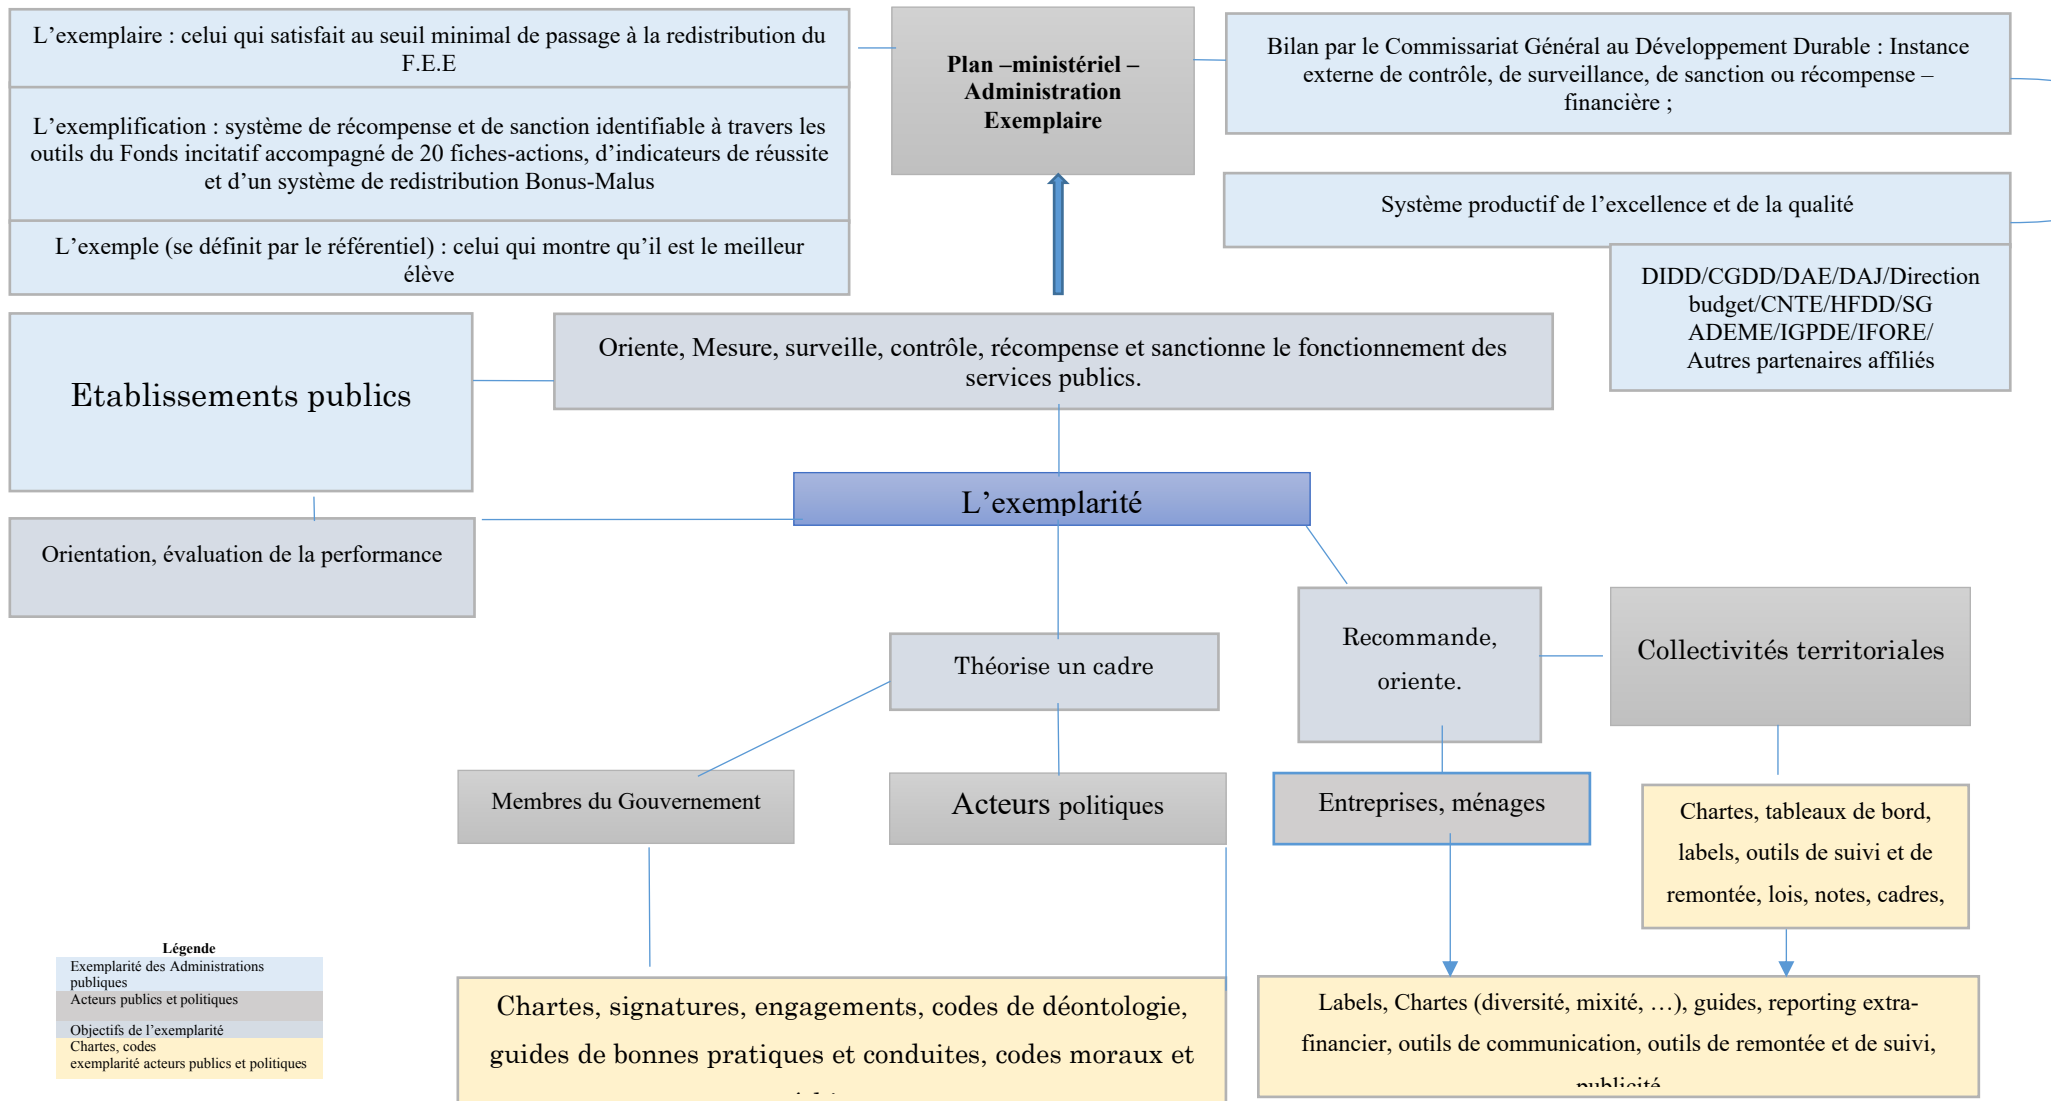 L’exemplaire : celui qui satisfait au seuil minimal de passage à la redistribution du
F.E.E
L’exemplification : système de récompense et de sanction identifiable à travers les
outils du Fonds incitatif accompagné de 20 fiches-actions, d’indicateurs de réussite
et d’un système de redistribution Bonus-Malus
L’exemple (se définit par le référentiel) : celui qui montre qu’il est le meilleur
élève
Plan –ministériel –
Administration
Exemplaire
Bilan par le Commissariat Général au Développement Durable : Instance
externe de contrôle, de surveillance, de sanction ou récompense –
financière ;
Système productif de l’excellence et de la qualité
DIDD/CGDD/DAE/DAJ/Direction
budget/CNTE/HFDD/SG
ADEME/IGPDE/IFORE/
Autres partenaires affiliés
Etablissements publics
Oriente, Mesure, surveille, contrôle, récompense et sanctionne le fonctionnement des
services publics.
L’exemplarité
Orientation, évaluation de la performance
Théorise un cadre
Recommande,
oriente.
Collectivités territoriales
Membres du Gouvernement
Acteurs politiques
Entreprises, ménages
Chartes, tableaux de bord,
labels, outils de suivi et de
remontée, lois, notes, cadres,
Légende
Exemplarité des Administrations
publiques
Acteurs publics et politiques
Objectifs de l’exemplarité
Chartes, codes
exemplarité acteurs publics et politiques
Chartes, signatures, engagements, codes de déontologie,
guides de bonnes pratiques et conduites, codes moraux et
Labels, Chartes (diversité, mixité, …), guides, reporting extra-
financier, outils de communication, outils de remontée et de suivi,
publicité